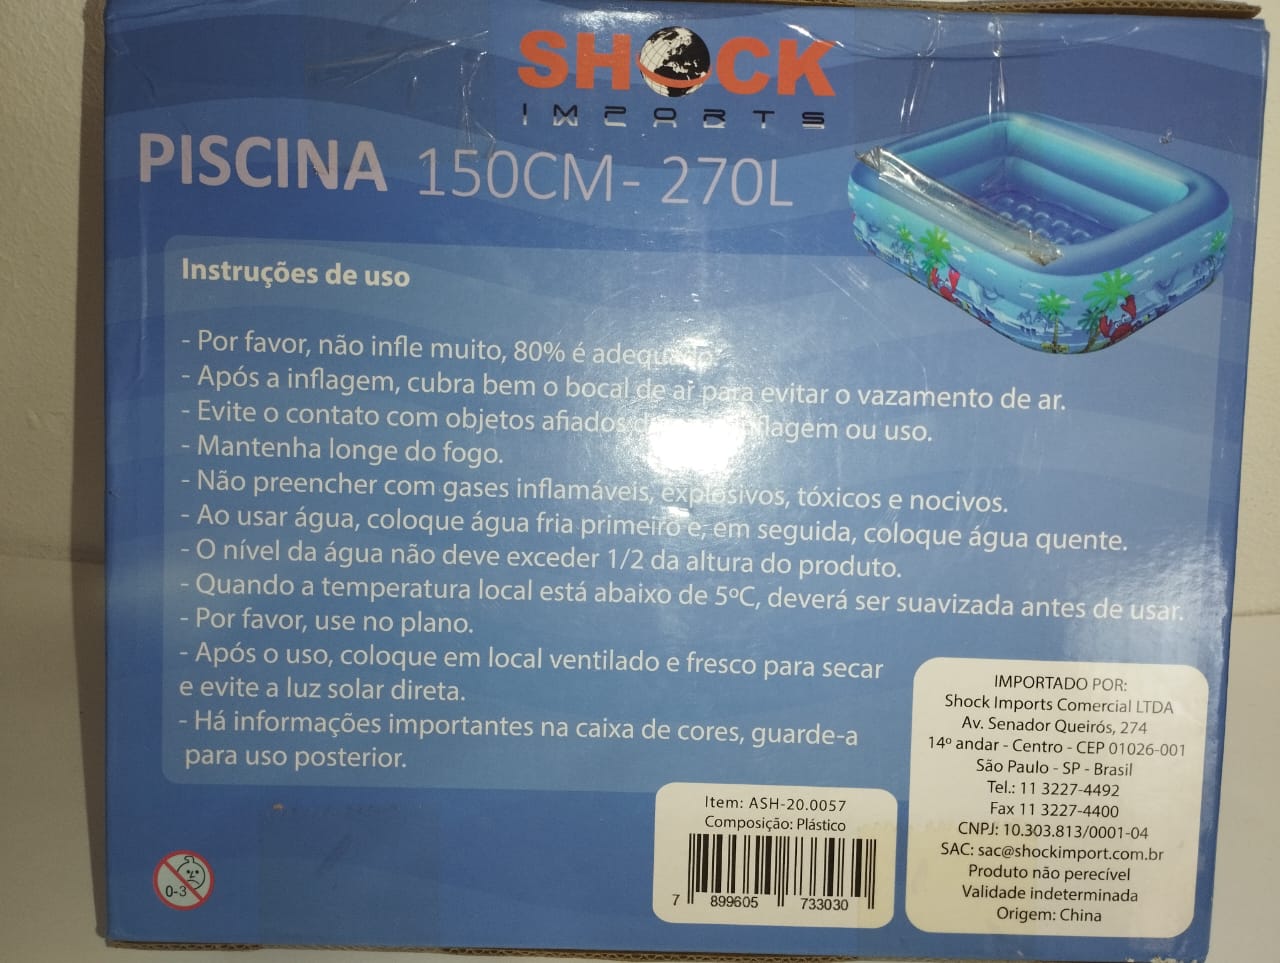 SHOCK
IMPORTS
PISCINA 150CM- 270L
Instruções de uso
- Por favor, não infle muito, 80% é adequado
- Após a inflagem, cubra bem o bocal de ar para evitar o vazamento de ar.
- Evite o contato com objetos afiados inflagem ou uso.
- Mantenha longe do fogo.
- Não preencher com gases inflamáveis, explosivos, tóxicos e nocivos.
- Ao usar água, coloque água fria primeiro e, em seguida, coloque água quente.
- O nível da água não deve exceder 1/2 da altura do produto.
- Quando a temperatura local está abaixo de 5ºC, deverá ser suavizada antes de usar.
- Por favor, use no plano.
- Após o uso, coloque em local ventilado e fresco para secar
e evite a luz solar direta.
- Há informações importantes na caixa de cores, guarde-a
para uso posterior.
IMPORTADO POR:
Shock Imports Comercial LTDA
Av. Senador Queirós, 274
14º andar - Centro - CEP 01026-001
São Paulo - SP - Brasil
Tel.: 11 3227-4492
Fax 11 3227-4400
CNPJ: 10.303.813/0001-04
SAC: sac@shockimport.com.br
Produto não perecível
Validade indeterminada
Origem: China
Item: ASH-20.0057
Composição: Plástico
7 899605 733030
0-3